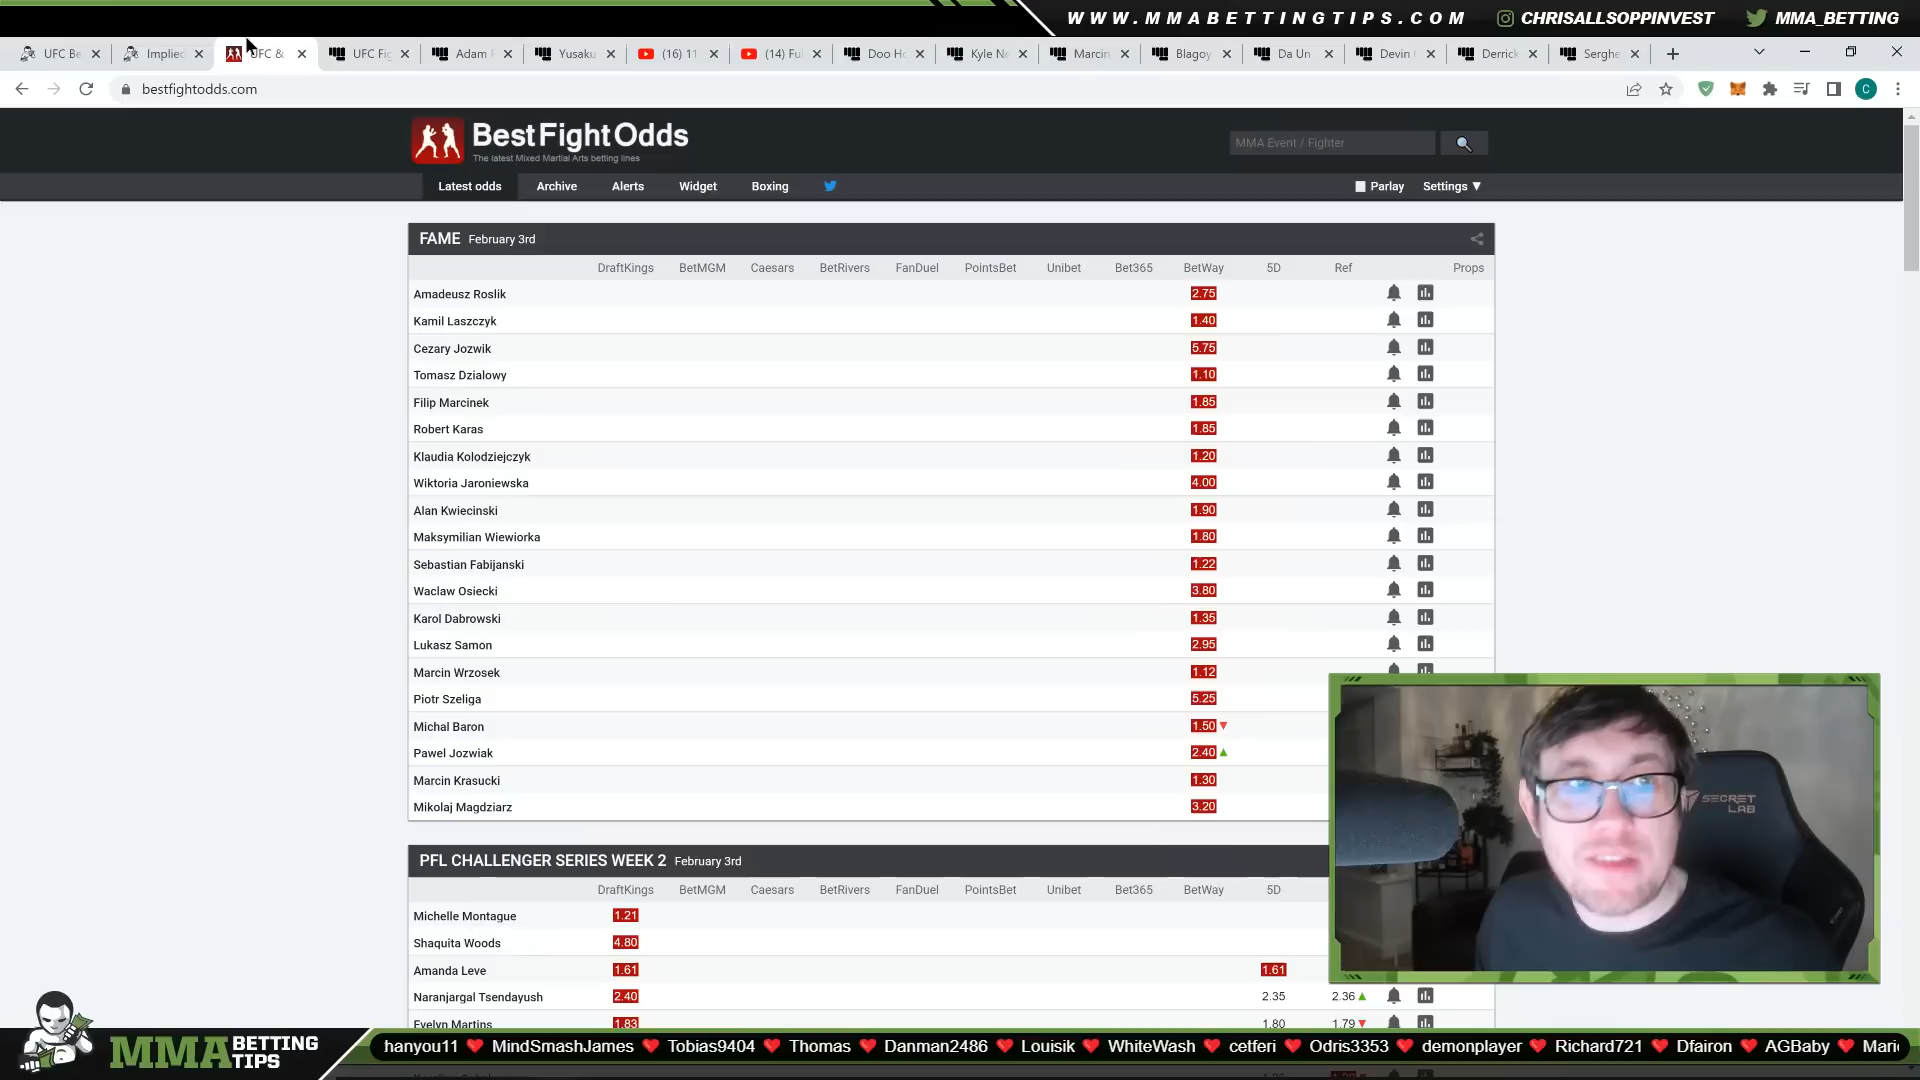 WWW.MMABETTINGTIPS.COM CHRISALLSOPPINVEST MMA_BETTING
UFC Be Implied UFC & UFC Fig Adam Yusaku (16) 11 (14) Ful Doo Ho Kyle Ne Marcin Blagoy Da Un Devin Derrick Serghe
bestfightodds.com C
BestFightOdds
The latest Mixed Martial Arts betting lines
MMA Event / Fighter
Latest odds Archive Alerts Widget Boxing Parlay Settings ▼
FAME February 3rd
DraftKings BetMGM Caesars BetRivers FanDuel PointsBet Unibet Bet365 BetWay 5D Ref Props
Amadeusz Roslik 2.75
Kamil Laszczyk 1.40
Cezary Jozwik 5.75
Tomasz Dzialowy 1.10
Filip Marcinek 1.85
Robert Karas 1.85
Klaudia Kolodziejczyk 1.20
Wiktoria Jaroniewska 4.00
Alan Kwiecinski 1.90
Maksymilian Wiewiorka 1.80
Sebastian Fabijanski 1.22
Waclaw Osiecki 3.80
Karol Dabrowski 1.35
Lukasz Samon 2.95
Marcin Wrzosek 1.12
Piotr Szeliga 5.25
Michal Baron 1.50 ▼
Pawel Jozwiak 2.40 ▲
Marcin Krasucki 1.30
Mikolaj Magdziarz 3.20
SECRET LAB
PFL CHALLENGER SERIES WEEK 2 February 3rd
DraftKings BetMGM Caesars BetRivers FanDuel PointsBet Unibet Bet365 BetWay 5D
Michelle Montague 1.21
Shaquita Woods 4.80
Amanda Leve 1.61 1.61
Naranjargal Tsendayush 2.40 2.35 2.36 ▲
Evelyn Martins 1.83 1.80 1.79 ▼
MMA BETTING TIPS
hanyou11 MindSmashJames Tobias9404 Thomas Danman2486 Louisik WhiteWash cetferi Odris3353 demonplayer Richard721 Dfairon AGBaby Mari